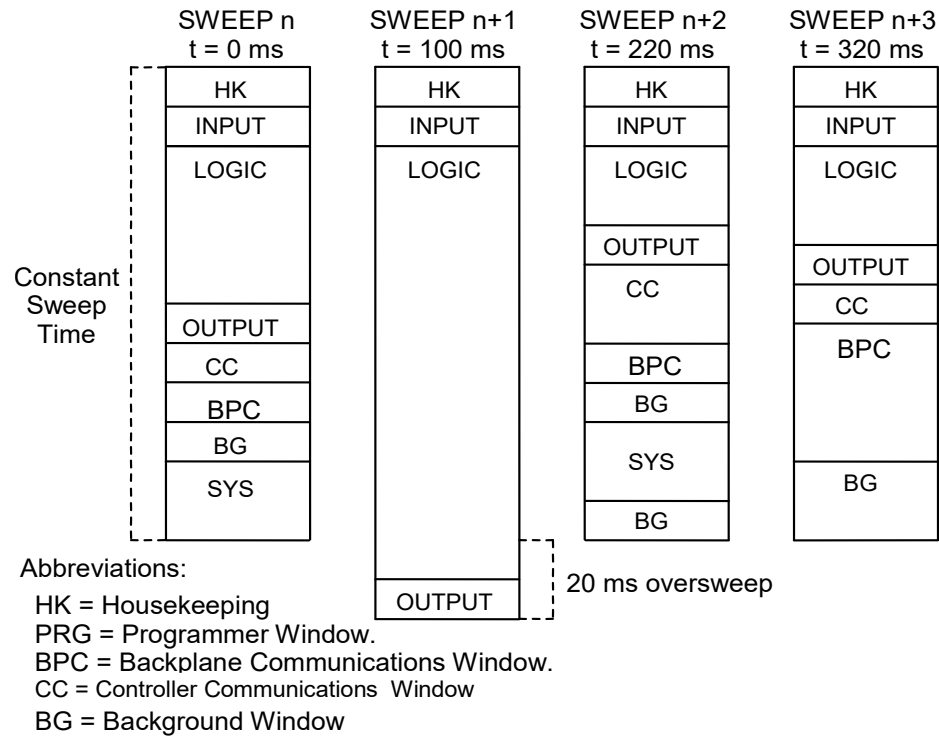 SWEEP n
t = 0 ms
HK
INPUT
LOGIC
OUTPUT
CC
BPC
BG
SYS
SWEEP n+1
t = 100 ms
HK
INPUT
LOGIC
OUTPUT
SWEEP n+2
t = 220 ms
HK
INPUT
LOGIC
OUTPUT
CC
BPC
BG
SYS
BG
SWEEP n+3
t = 320 ms
HK
INPUT
LOGIC
OUTPUT
CC
BPC
BG
Constant
Sweep
Time
20 ms oversweep
Abbreviations:
HK = Housekeeping
PRG = Programmer Window.
BPC = Backplane Communications Window.
CC = Controller Communications Window
BG = Background Window